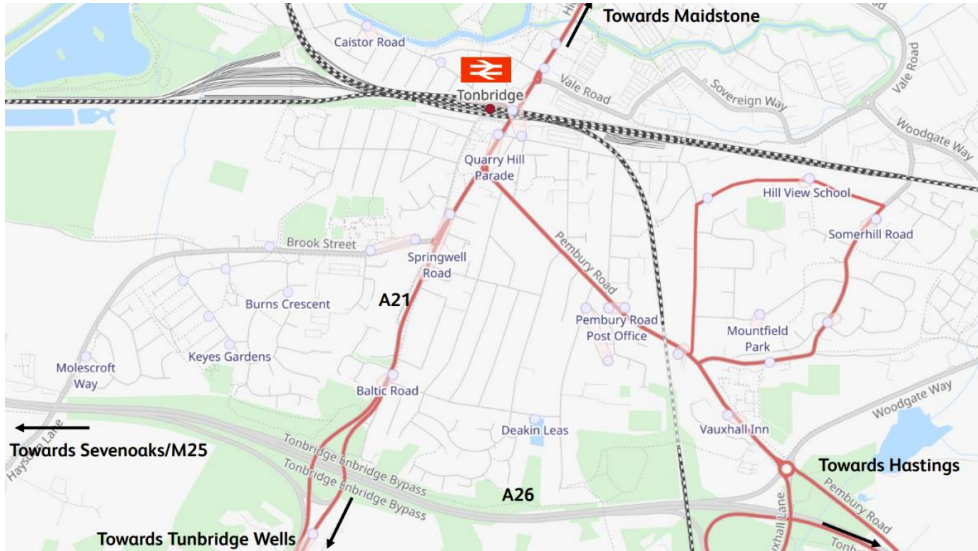 Towards Maidstone
Caistor Road
Tonbridge
Vale Road
Sovereign Way
Vale Road
Woodgate Way
Quarry Hill
Parade
Hill View School
Somerhill Road
Brook Street
Springwell
Road
Pembury Road
A21
Burns Crescent
Pembury Road
Post Office
Mountfield
Park
Keyes Gardens
Molescroft
Way
Baltic Road
Woodgate Way
Deakin Leas
Vauxhall Inn
Towards Sevenoaks/M25
Tonbridge
Bypass
Tonbridge
Bypass
Towards Hastings
A26
Pembury Road
Towards Tunbridge Wells